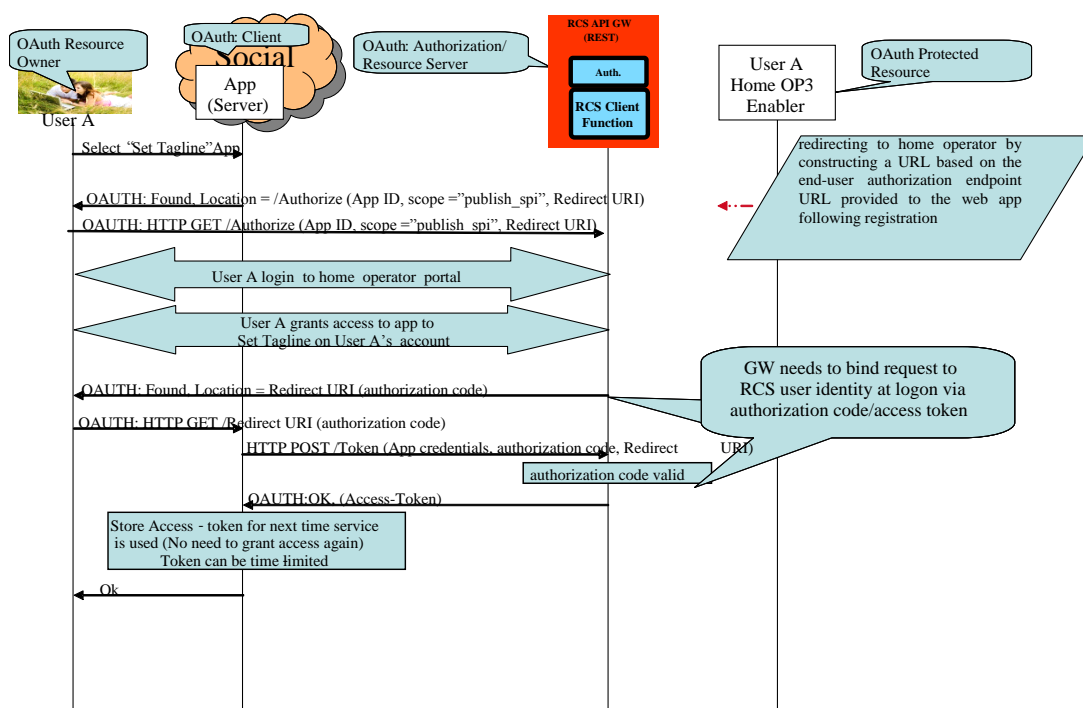 OAuth Resource
Owner
OAuth: Client
Social
App
(Server)
OAuth: Authorization/
Resource Server
RCS API GW
(REST)
Auth.
RCS Client
Function
User A
Home OP3
Enabler
OAuth Protected
Resource
User A
Select “Set Tagline”App
redirecting to home operator by
constructing a URL based on the
end-user authorization endpoint
URL provided to the web app
following registration
OAUTH: Found, Location = /Authorize (App ID, scope =”publish_spi”, Redirect URI)
OAUTH: HTTP GET /Authorize (App ID, scope =”publish_spi”, Redirect URI)
User A login to home operator portal
User A grants access to app to
Set Tagline on User A’s account
GW needs to bind request to
RCS user identity at logon via
authorization code/access token
OAUTH: Found, Location = Redirect URI (authorization code)
OAUTH: HTTP GET /Redirect URI (authorization code)
HTTP POST /Token (App credentials, authorization code, Redirect URI)
authorization code valid
OAUTH:OK, (Access-Token)
Store Access - token for next time service
is used (No need to grant access again)
Token can be time limited
Ok